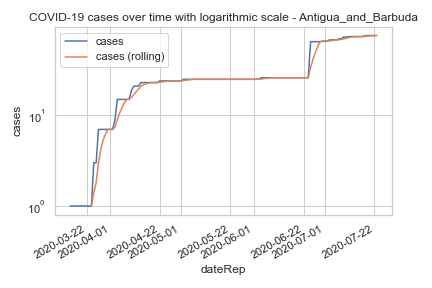 COVID-19 cases over time with logarithmic scale - Antigua_and_Barbuda
cases
cases (rolling)
cases
10¹
10⁰
2020-03-22
2020-04-01
2020-04-22
2020-05-01
2020-05-22
2020-06-01
2020-06-22
2020-07-01
2020-07-22
dateRep